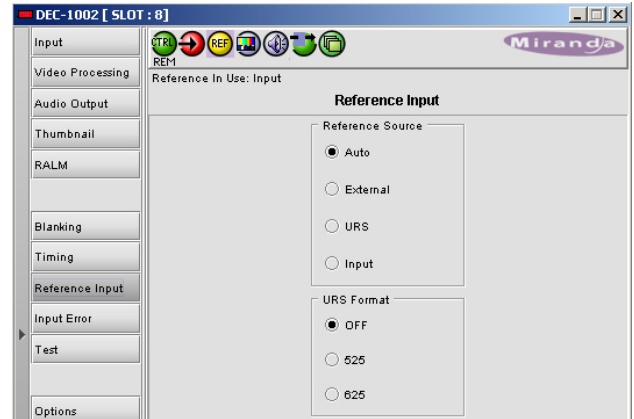 DEC-1002 [ SLOT : 8]
Input
Video Processing
Audio Output
Thumbnail
RALM
Blanking
Timing
Reference Input
Input Error
Test
Options
CTRL
REM
REF
Miranda
Reference In Use: Input
Reference Input
Reference Source
Auto
External
URS
Input
URS Format
OFF
525
625